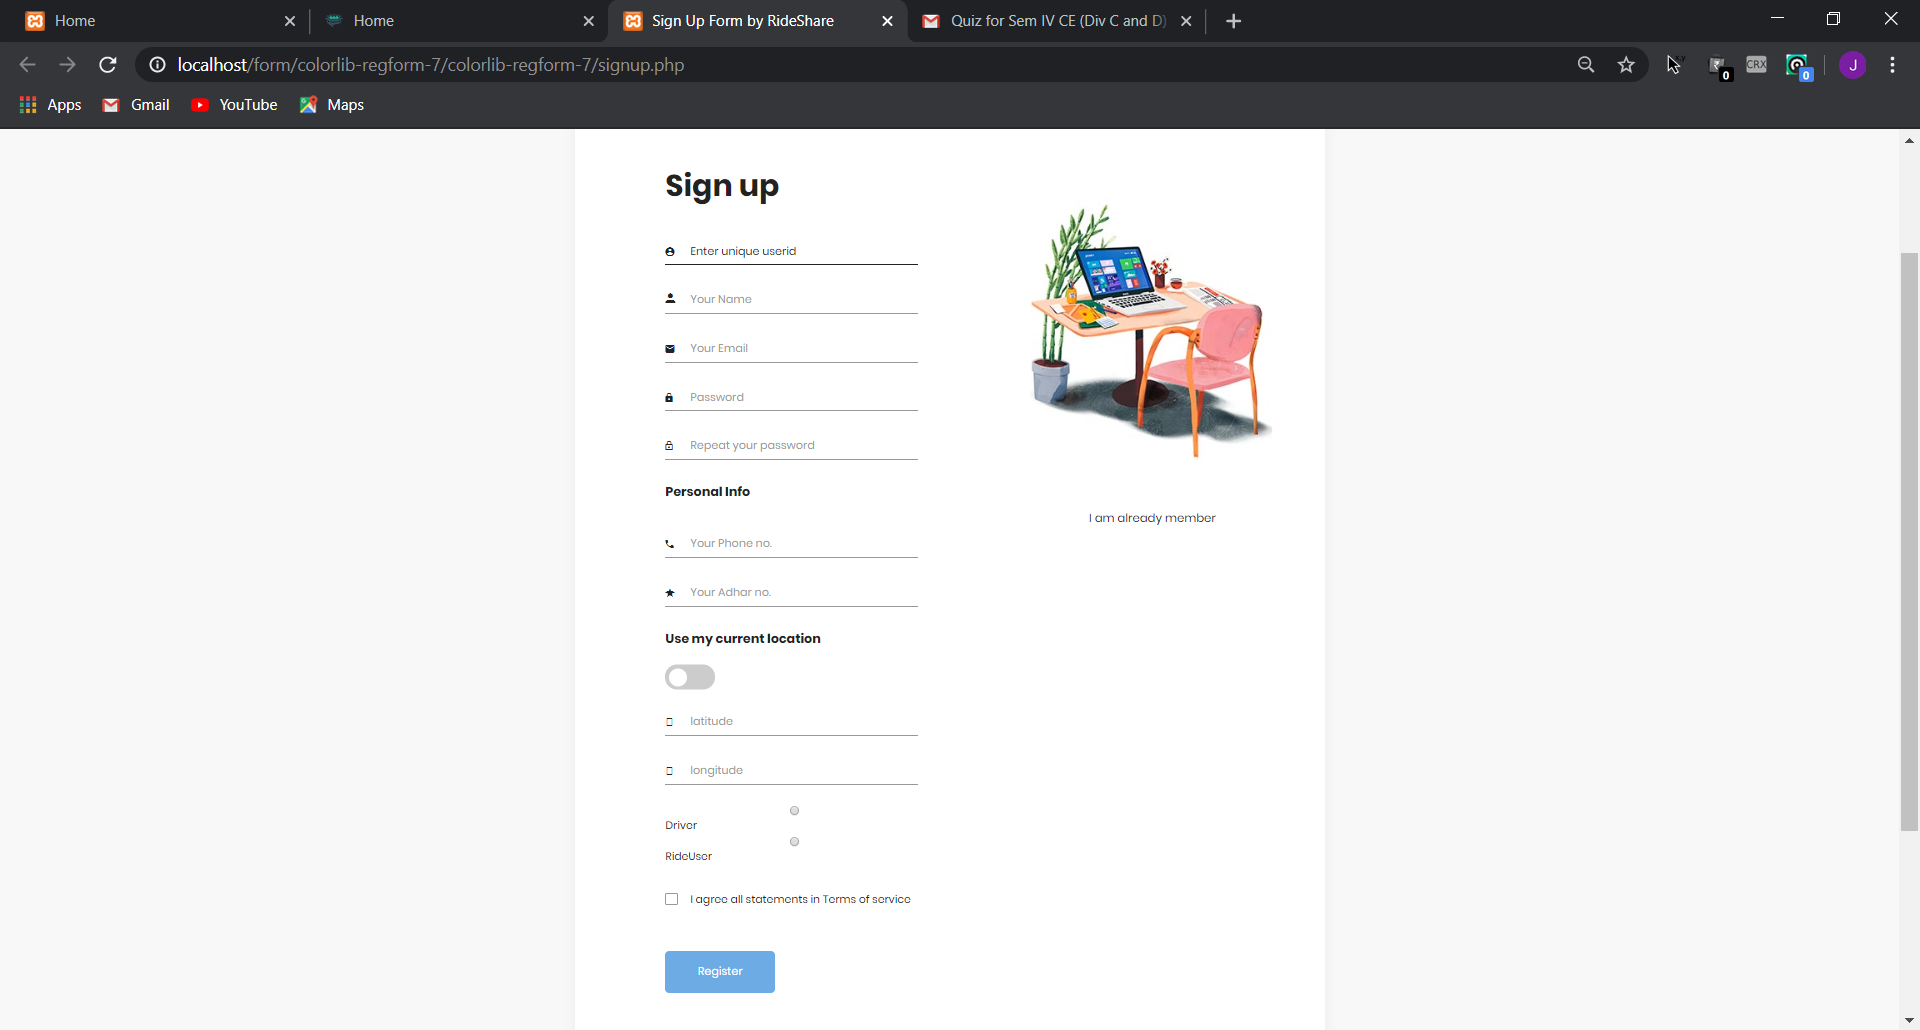 Home
Home
Sign Up Form by RideShare
Quiz for Sem IV CE (Div C and D)
localhost/form/colorlib-regform-7/colorlib-regform-7/signup.php
0
CRX
0
J
Apps
Gmail
YouTube
Maps
Sign up
Enter unique userid
Your Name
Your Email
Password
Repeat your password
Personal Info
I am already member
Your Phone no.
Your Adhar no.
Use my current location
latitude
longitude
Driver
RideUser
I agree all statements in Terms of service
Register